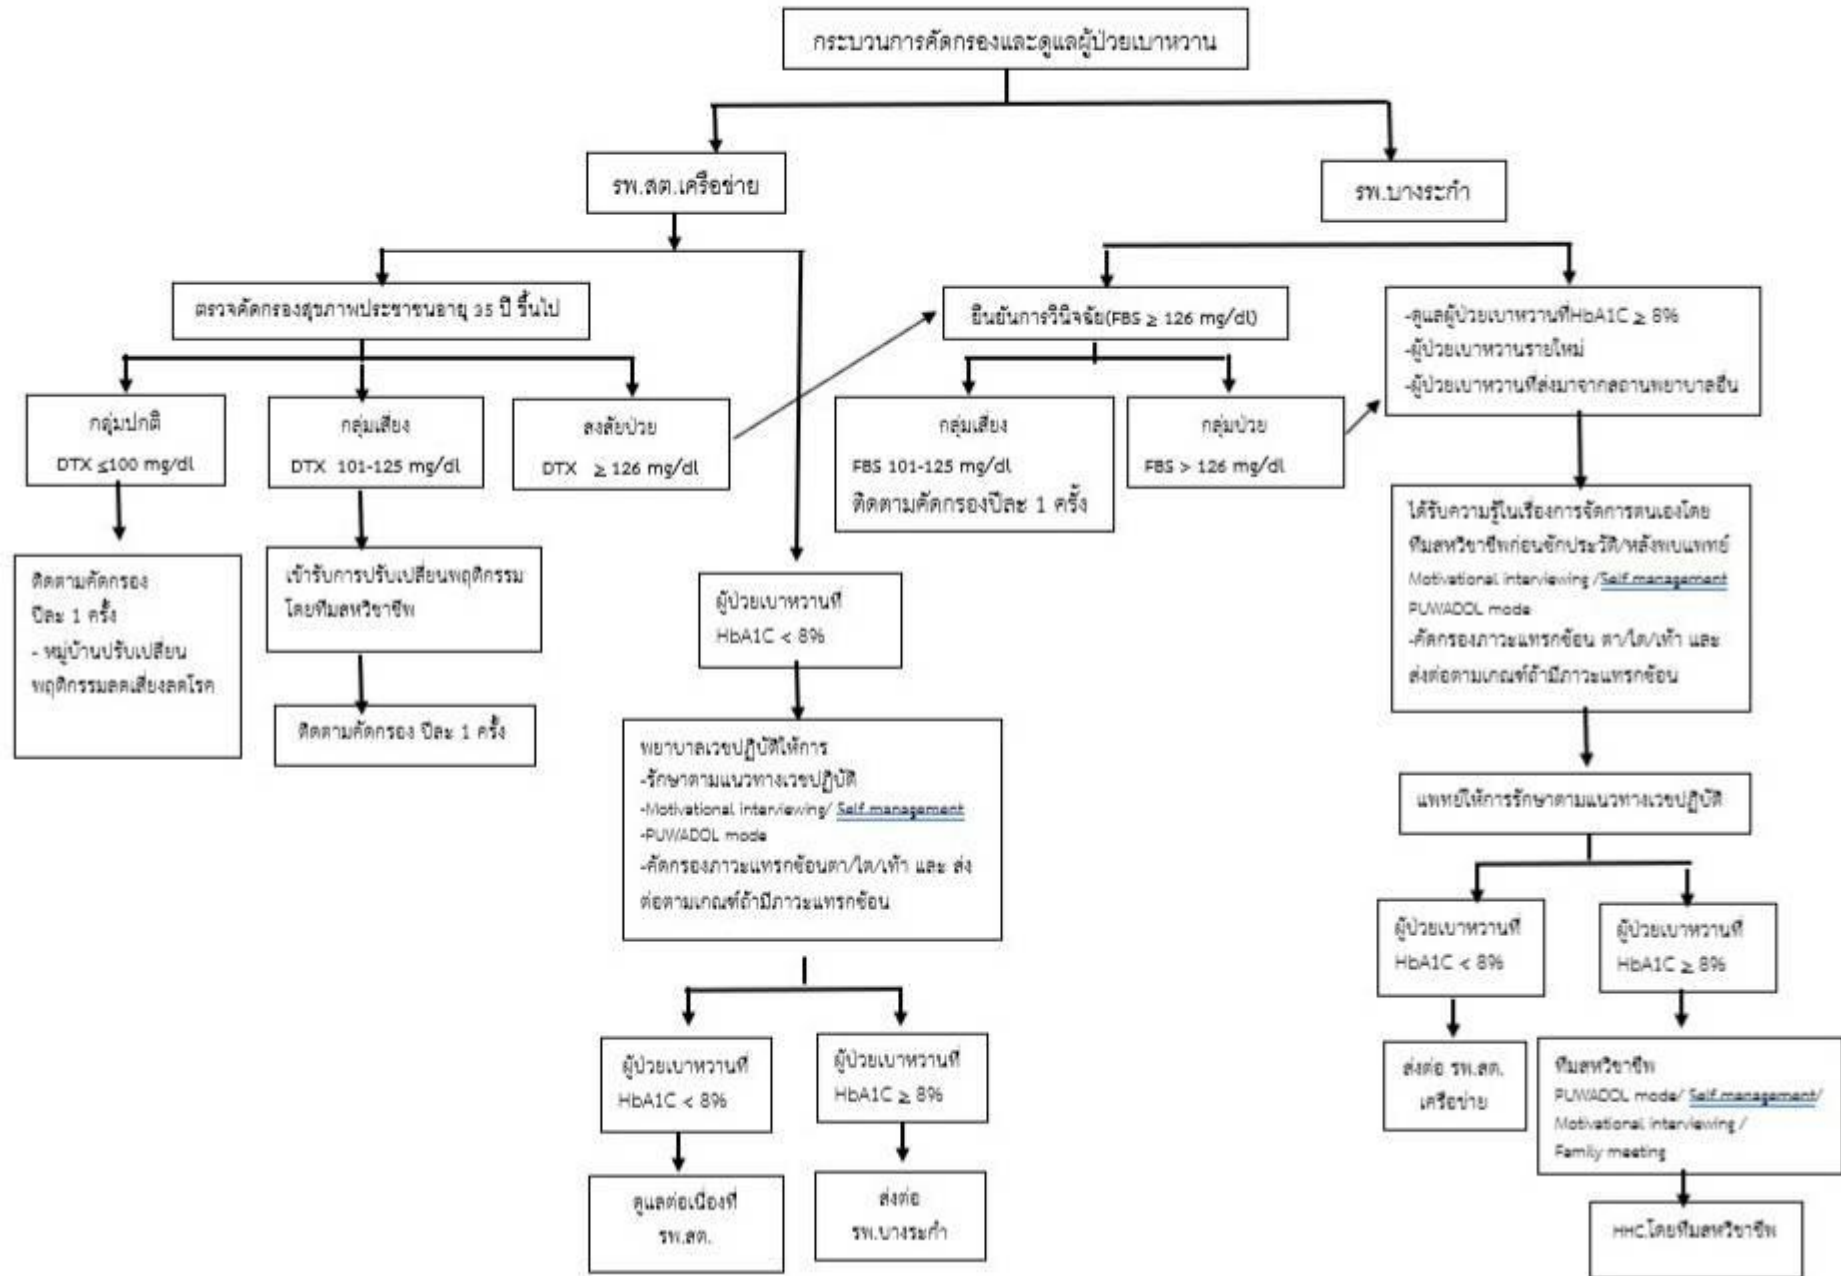 กระบวนการคัดกรองและดูแลผู้ป่วยเบาหวาน
รพ.สต.เครือข่าย
รพ.บางระกำ
ตรวจคัดกรองสุขภาพประชาชนอายุ 35 ปี ขึ้นไป
กลุ่มปกติ
DTX ≤100 mg/dl
กลุ่มเสี่ยง
DTX 101-125 mg/dl
สงสัยป่วย
DTX ≥ 126 mg/dl
ติดตามคัดกรอง
ปีละ 1 ครั้ง
- หมู่บ้านปรับเปลี่ยน
พฤติกรรมลดเสี่ยงลดโรค
เข้ารับการปรับเปลี่ยนพฤติกรรม
โดยทีมสหวิชาชีพ
ติดตามคัดกรอง ปีละ 1 ครั้ง
ผู้ป่วยเบาหวานที่
HbA1C < 8%
พยาบาลเวชปฏิบัติให้การ
-รักษาตามแนวทางเวชปฏิบัติ
-Motivational interviewing/ Self management
-PUWADOL mode
-คัดกรองภาวะแทรกซ้อนตา/ไต/เท้า และ ส่ง
ต่อตามเกณฑ์ถ้ามีภาวะแทรกซ้อน
ผู้ป่วยเบาหวานที่
HbA1C < 8%
ดูแลต่อเนื่องที่
รพ.สต.
ผู้ป่วยเบาหวานที่
HbA1C ≥ 8%
ส่งต่อ
รพ.บางระกำ
ยืนยันการวินิจฉัย(FBS ≥ 126 mg/dl)
กลุ่มเสี่ยง
FBS 101-125 mg/dl
ติดตามคัดกรองปีละ 1 ครั้ง
กลุ่มป่วย
FBS > 126 mg/dl
-ดูแลผู้ป่วยเบาหวานที่HbA1C ≥ 8%
-ผู้ป่วยเบาหวานรายใหม่
-ผู้ป่วยเบาหวานที่ส่งมาจากสถานพยาบาลอื่น
ได้รับความรู้ในเรื่องการจัดการตนเองโดย
ทีมสหวิชาชีพก่อนซักประวัติ/หลังพบแพทย์
Motivational interviewing /Self management
PUWADOL mode
-คัดกรองภาวะแทรกซ้อน ตา/ไต/เท้า และ
ส่งต่อตามเกณฑ์ถ้ามีภาวะแทรกซ้อน
แพทย์ให้การรักษาตามแนวทางเวชปฏิบัติ
ผู้ป่วยเบาหวานที่
HbA1C < 8%
ส่งต่อ รพ.สต.
เครือข่าย
ผู้ป่วยเบาหวานที่
HbA1C ≥ 8%
ทีมสหวิชาชีพ
PUWADOL mode/ Self management/
Motivational interviewing /
Family meeting
HHC.โดยทีมสหวิชาชีพ